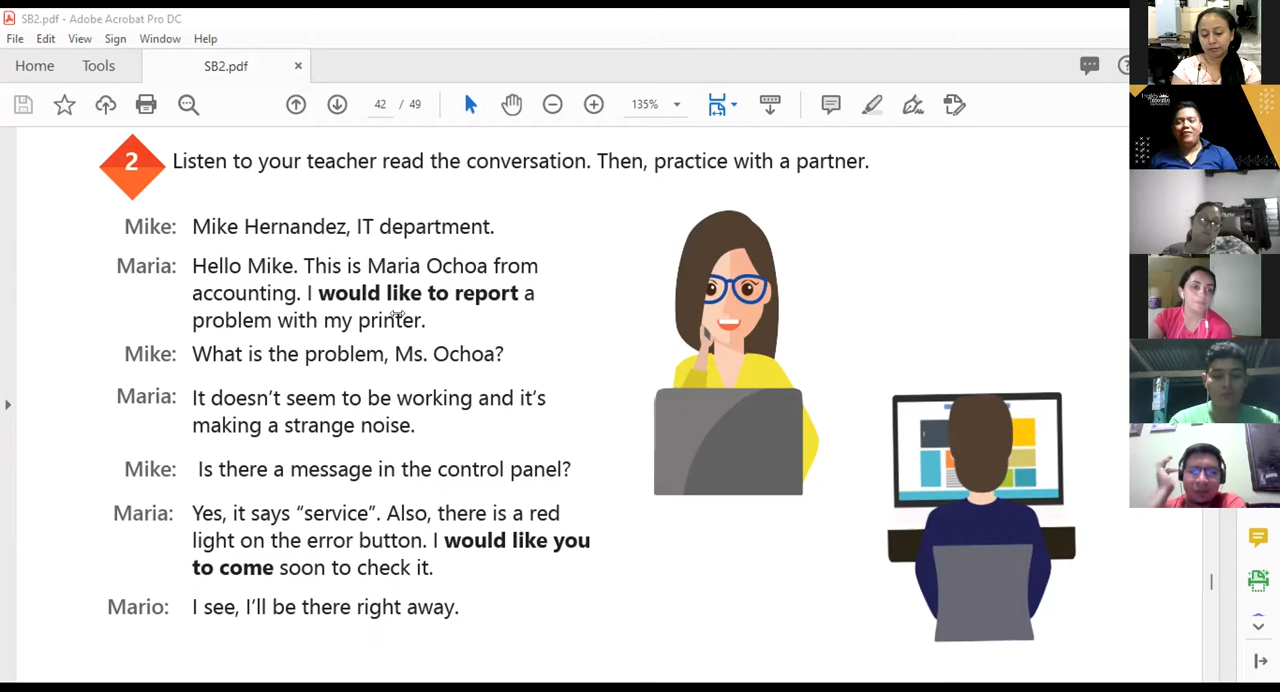 SB2.pdf - Adobe Acrobat Pro DC
File Edit View Sign Window Help
Home Tools SB2.pdf ×
42 / 49 135%
2 Listen to your teacher read the conversation. Then, practice with a partner.
Mike: Mike Hernandez, IT department.
Maria: Hello Mike. This is Maria Ochoa from
accounting. I would like to report a
problem with my printer.
Mike: What is the problem, Ms. Ochoa?
Maria: It doesn’t seem to be working and it’s
making a strange noise.
Mike: Is there a message in the control panel?
Maria: Yes, it says “service”. Also, there is a red
light on the error button. I would like you
to come soon to check it.
Mario: I see, I’ll be there right away.